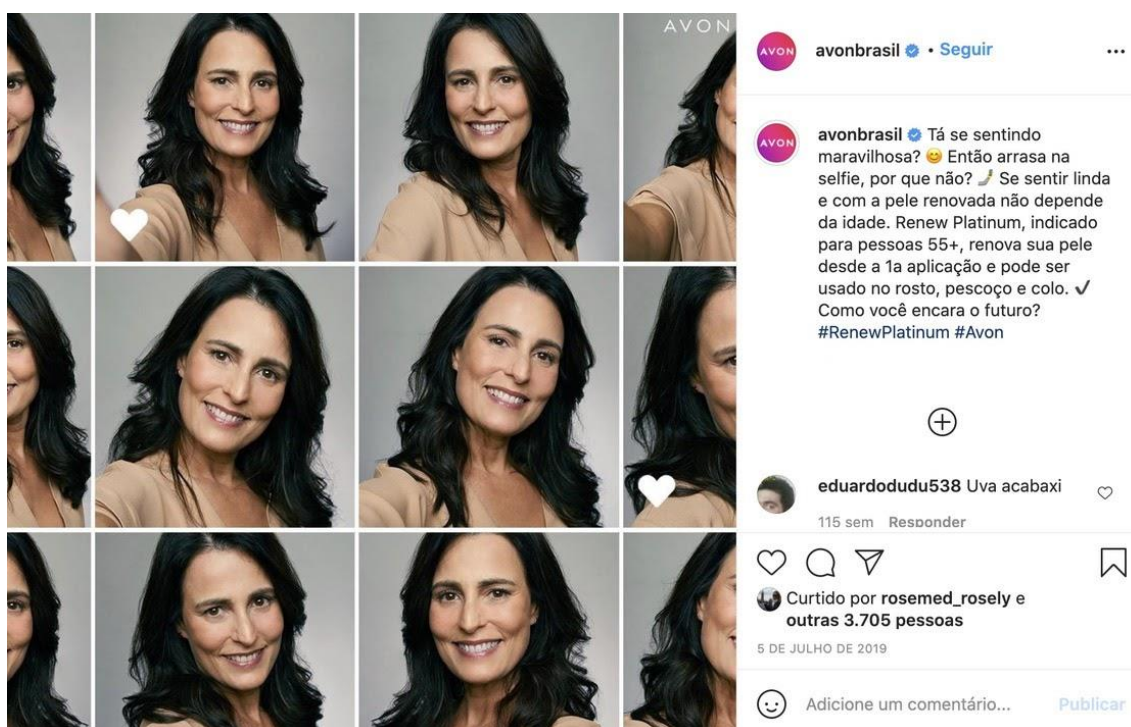 AVON
AVON
avonbrasil • Seguir
AVON
avonbrasil Tá se sentindo
maravilhosa? 😊 Então arrasa na
selfie, por que não? 🤳 Se sentir linda
e com a pele renovada não depende
da idade. Renew Platinum, indicado
para pessoas 55+, renova sua pele
desde a 1a aplicação e pode ser
usado no rosto, pescoço e colo. ✔
Como você encara o futuro?
#RenewPlatinum #Avon
eduardodudu538 Uva acabaxi
115 sem Responder
Curtido por rosemed_rosely e
outras 3.705 pessoas
5 DE JULHO DE 2019
Adicione um comentário... Publicar